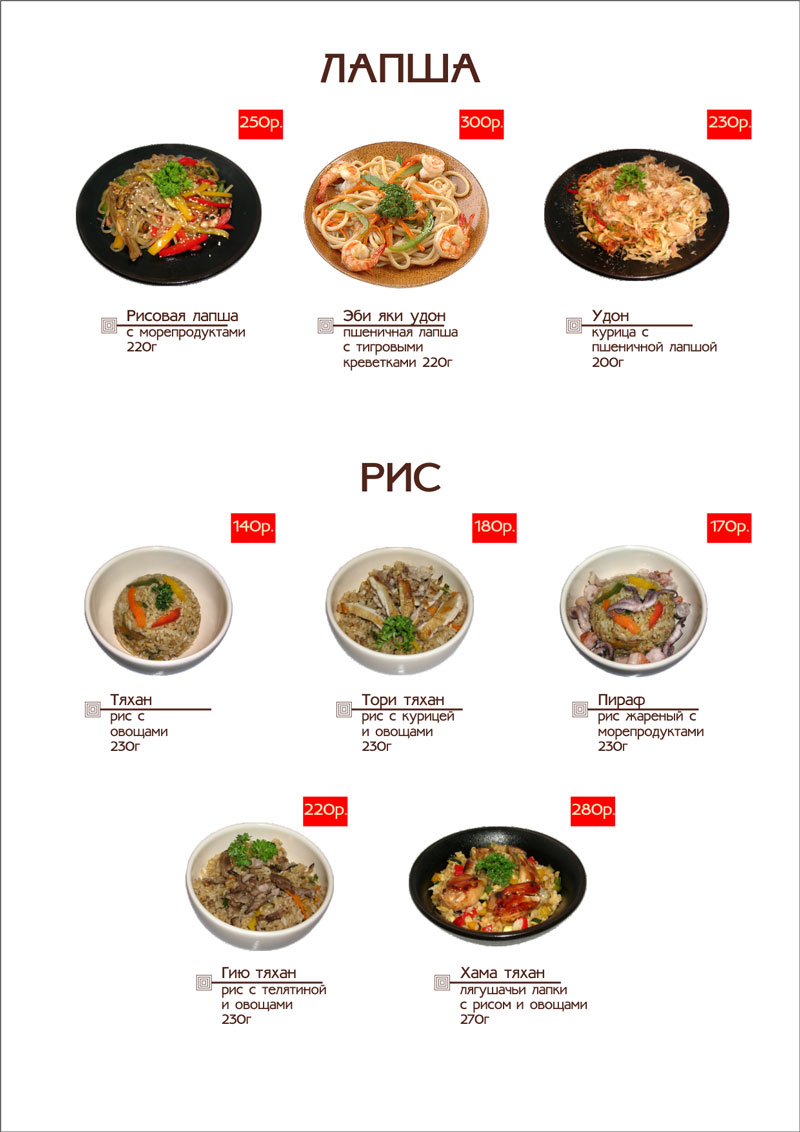 ЛАПША
250р.
300р.
230р.
Рисовая лапша
с морепродуктами
220г
Эби яки удон
пшеничная лапша
с тигровыми
креветками 220г
Удон
курица с
пшеничной лапшой
200г
РИС
140р.
180р.
170р.
Тяхан
рис с
овощами
230г
Тори тяхан
рис с курицей
и овощами
230г
Пираф
рис жареный с
морепродуктами
230г
220р.
280р.
Гию тяхан
рис с телятиной
и овощами
230г
Хама тяхан
лягушачьи лапки
с рисом и овощами
270г